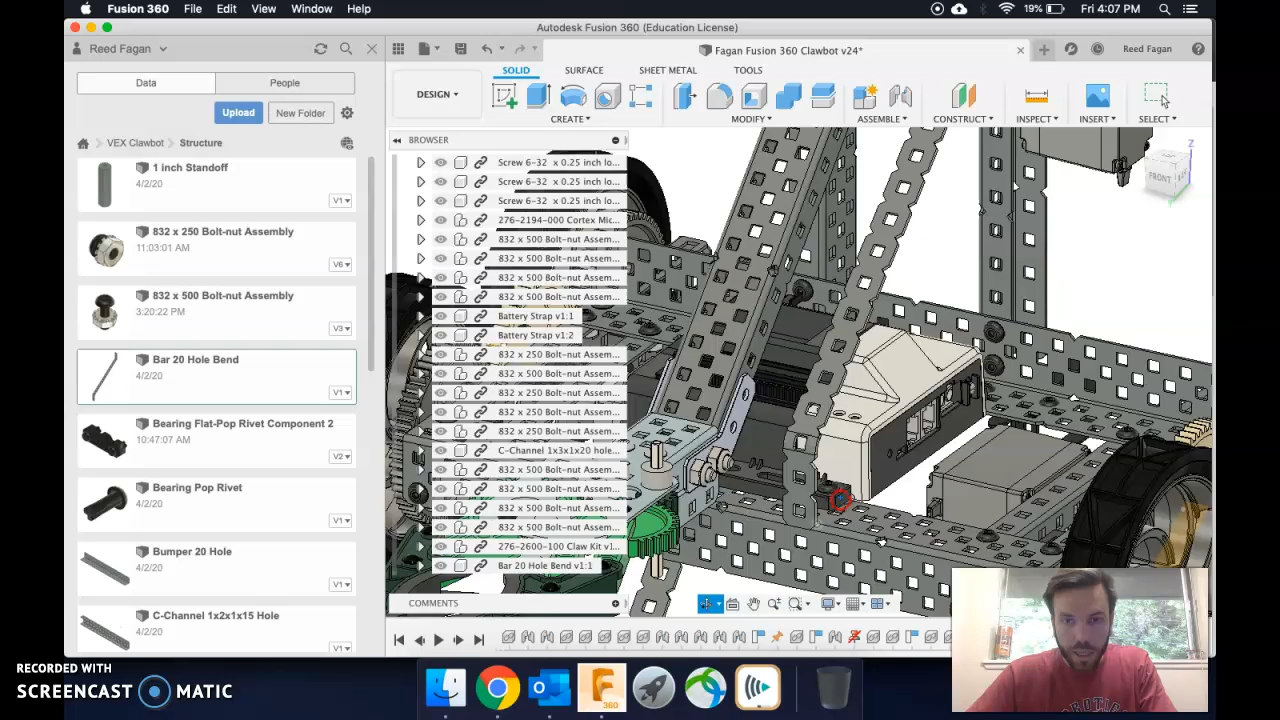 Fusion 360 File Edit View Window Help
19% Fri 4:07 PM
Autodesk Fusion 360 (Education License)
Reed Fagan
Fagan Fusion 360 Clawbot v24*
Reed Fagan
Data People
Upload New Folder
VEX Clawbot Structure
1 inch Standoff
4/2/20
V1
832 x 250 Bolt-nut Assembly
11:03:01 AM
V6
832 x 500 Bolt-nut Assembly
3:20:22 PM
V3
Bar 20 Hole Bend
4/2/20
V1
Bearing Flat-Pop Rivet Component 2
10:47:07 AM
V2
Bearing Pop Rivet
4/2/20
V1
Bumper 20 Hole
4/2/20
V1
C-Channel 1x2x1x15 Hole
4/2/20
V1
SOLID SURFACE SHEET METAL TOOLS
DESIGN
CREATE MODIFY ASSEMBLE CONSTRUCT INSPECT INSERT SELECT
BROWSER
Screw 6-32 x 0.25 inch lo...
Screw 6-32 x 0.25 inch lo...
Screw 6-32 x 0.25 inch lo...
276-2194-000 Cortex Mic...
832 x 500 Bolt-nut Assem...
832 x 500 Bolt-nut Assem...
832 x 500 Bolt-nut Assem...
832 x 500 Bolt-nut Assem...
Battery Strap v1:1
Battery Strap v1:2
832 x 250 Bolt-nut Assem...
832 x 500 Bolt-nut Assem...
832 x 250 Bolt-nut Assem...
832 x 250 Bolt-nut Assem...
832 x 250 Bolt-nut Assem...
C-Channel 1x3x1x20 hole...
832 x 500 Bolt-nut Assem...
832 x 500 Bolt-nut Assem...
832 x 500 Bolt-nut Assem...
832 x 500 Bolt-nut Assem...
276-2600-100 Claw Kit v1...
Bar 20 Hole Bend v1:1
Z
FRONT
COMMENTS
RECORDED WITH
SCREENCAST MATIC
F
360